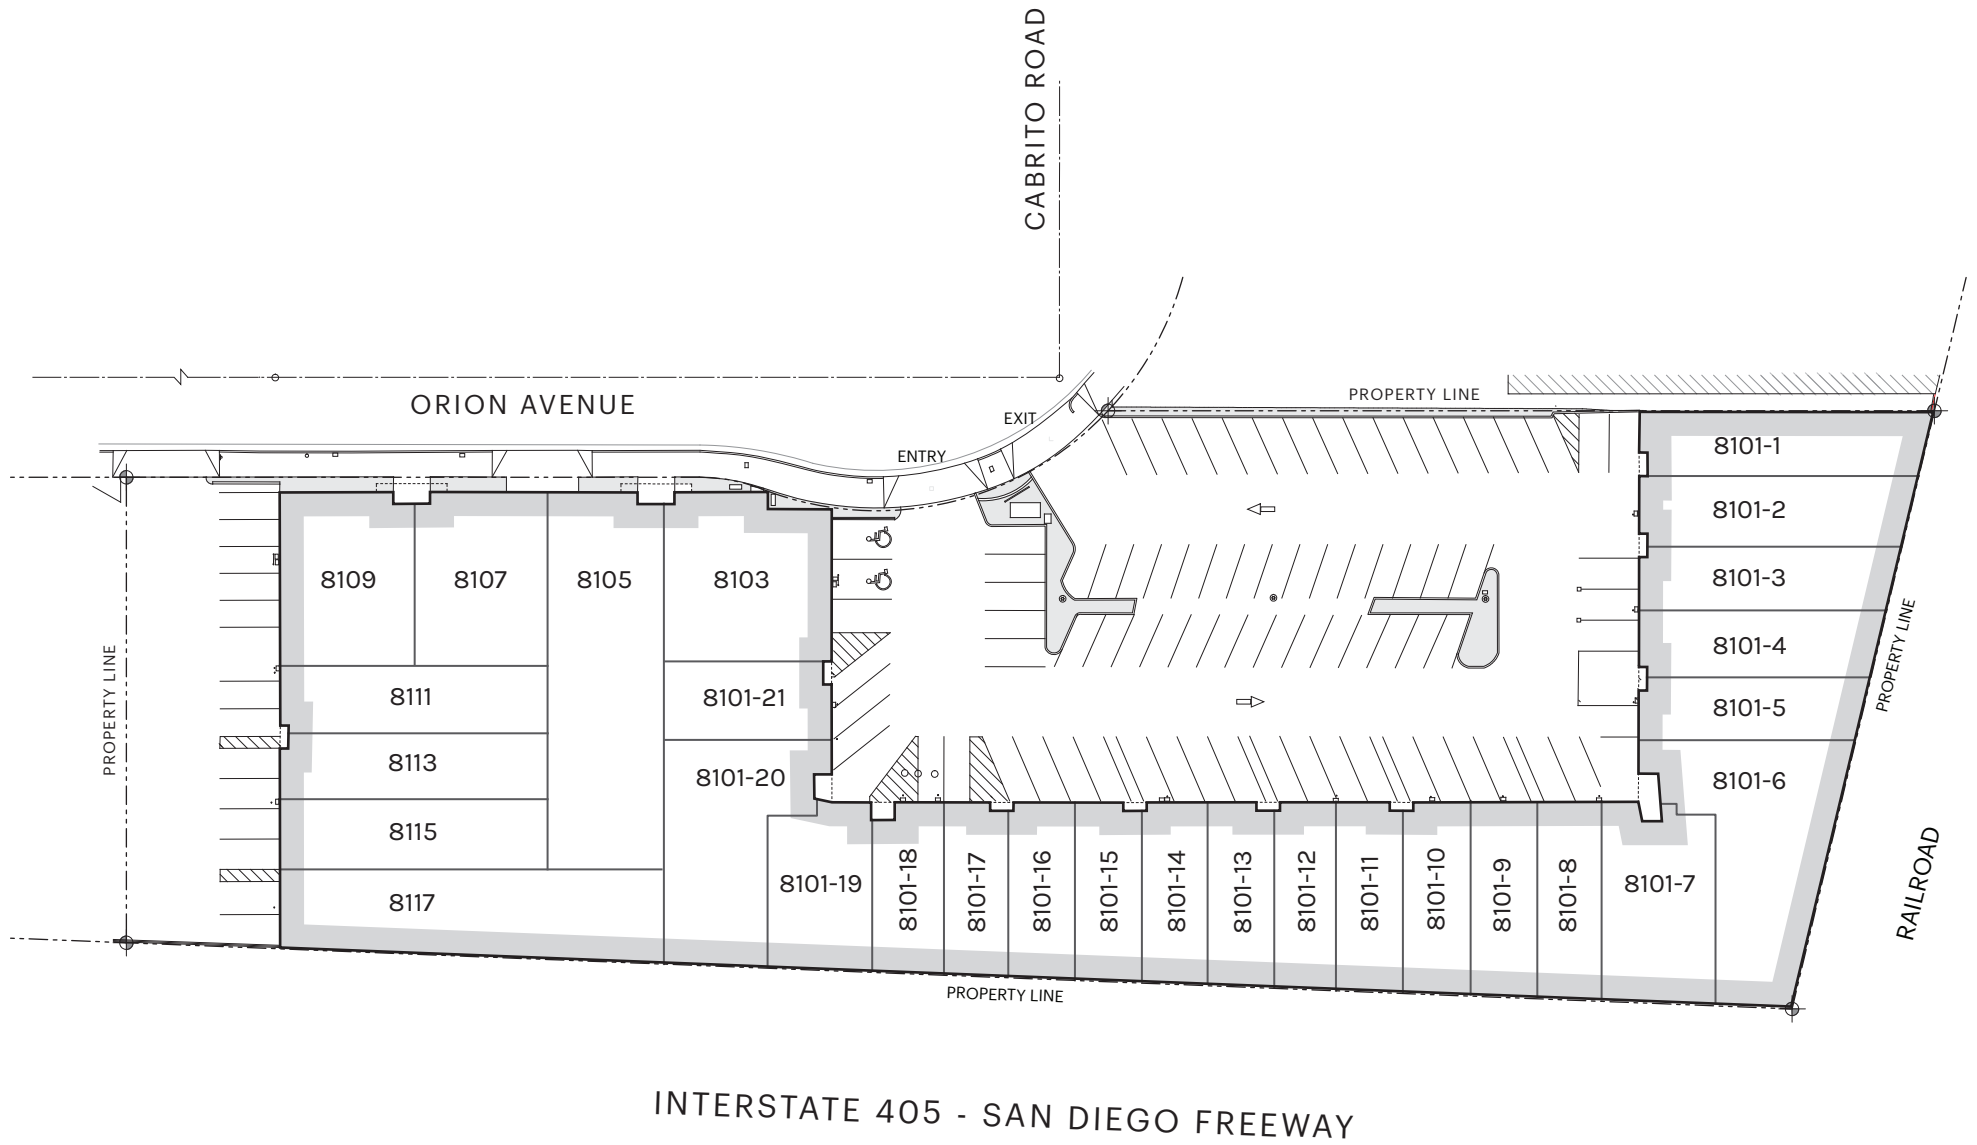 CABRITO ROAD
ORION AVENUE
EXIT
ENTRY
PROPERTY LINE
8101-1
8101-2
8101-3
8101-4
8101-5
8101-6
PROPERTY LINE
RAILROAD
8109
8107
8105
8103
8111
8101-21
8113
8101-20
8115
8117
PROPERTY LINE
8101-19
8101-18
8101-17
8101-16
8101-15
8101-14
8101-13
8101-12
8101-11
8101-10
8101-9
8101-8
8101-7
PROPERTY LINE
INTERSTATE 405 - SAN DIEGO FREEWAY